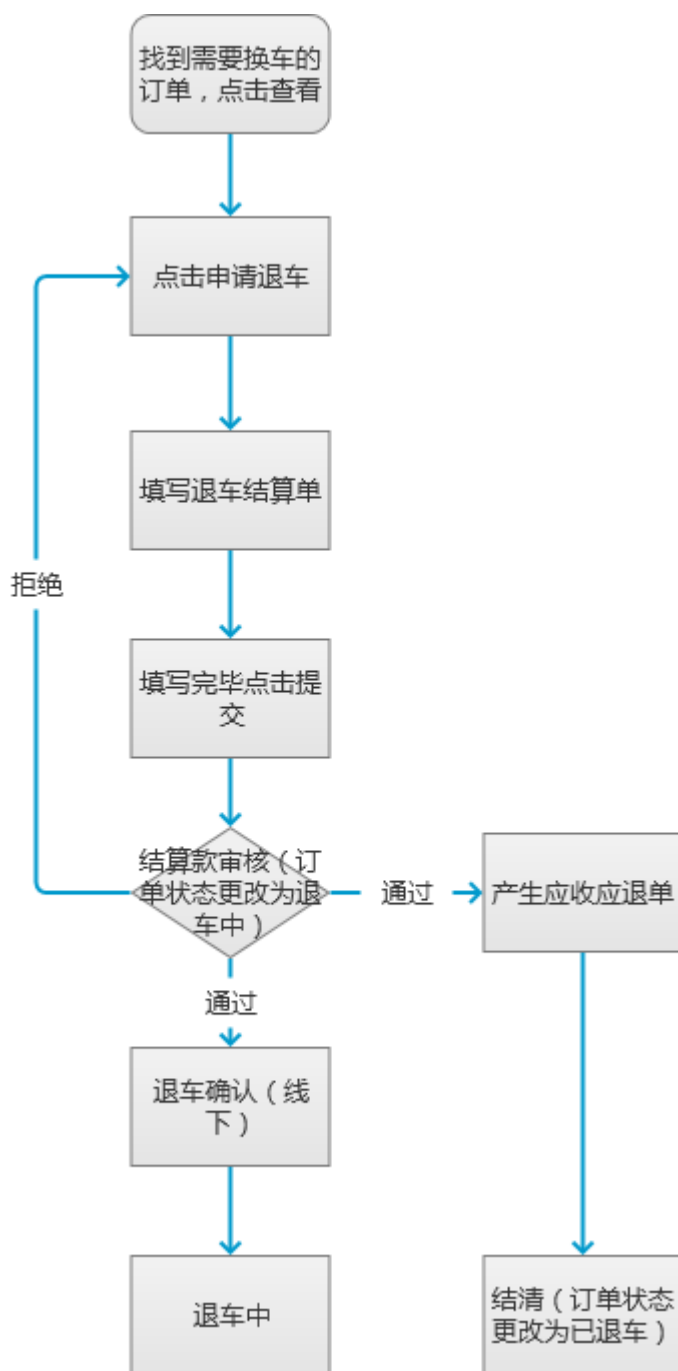 找到需要换车的
订单，点击查看
点击申请退车
填写退车结算单
拒绝
填写完毕点击提
交
结算款审核（订
单状态更改为退
车中）
通过
产生应收应退单
通过
退车确认（线
下）
退车中
结清（订单状态
更改为已退车）